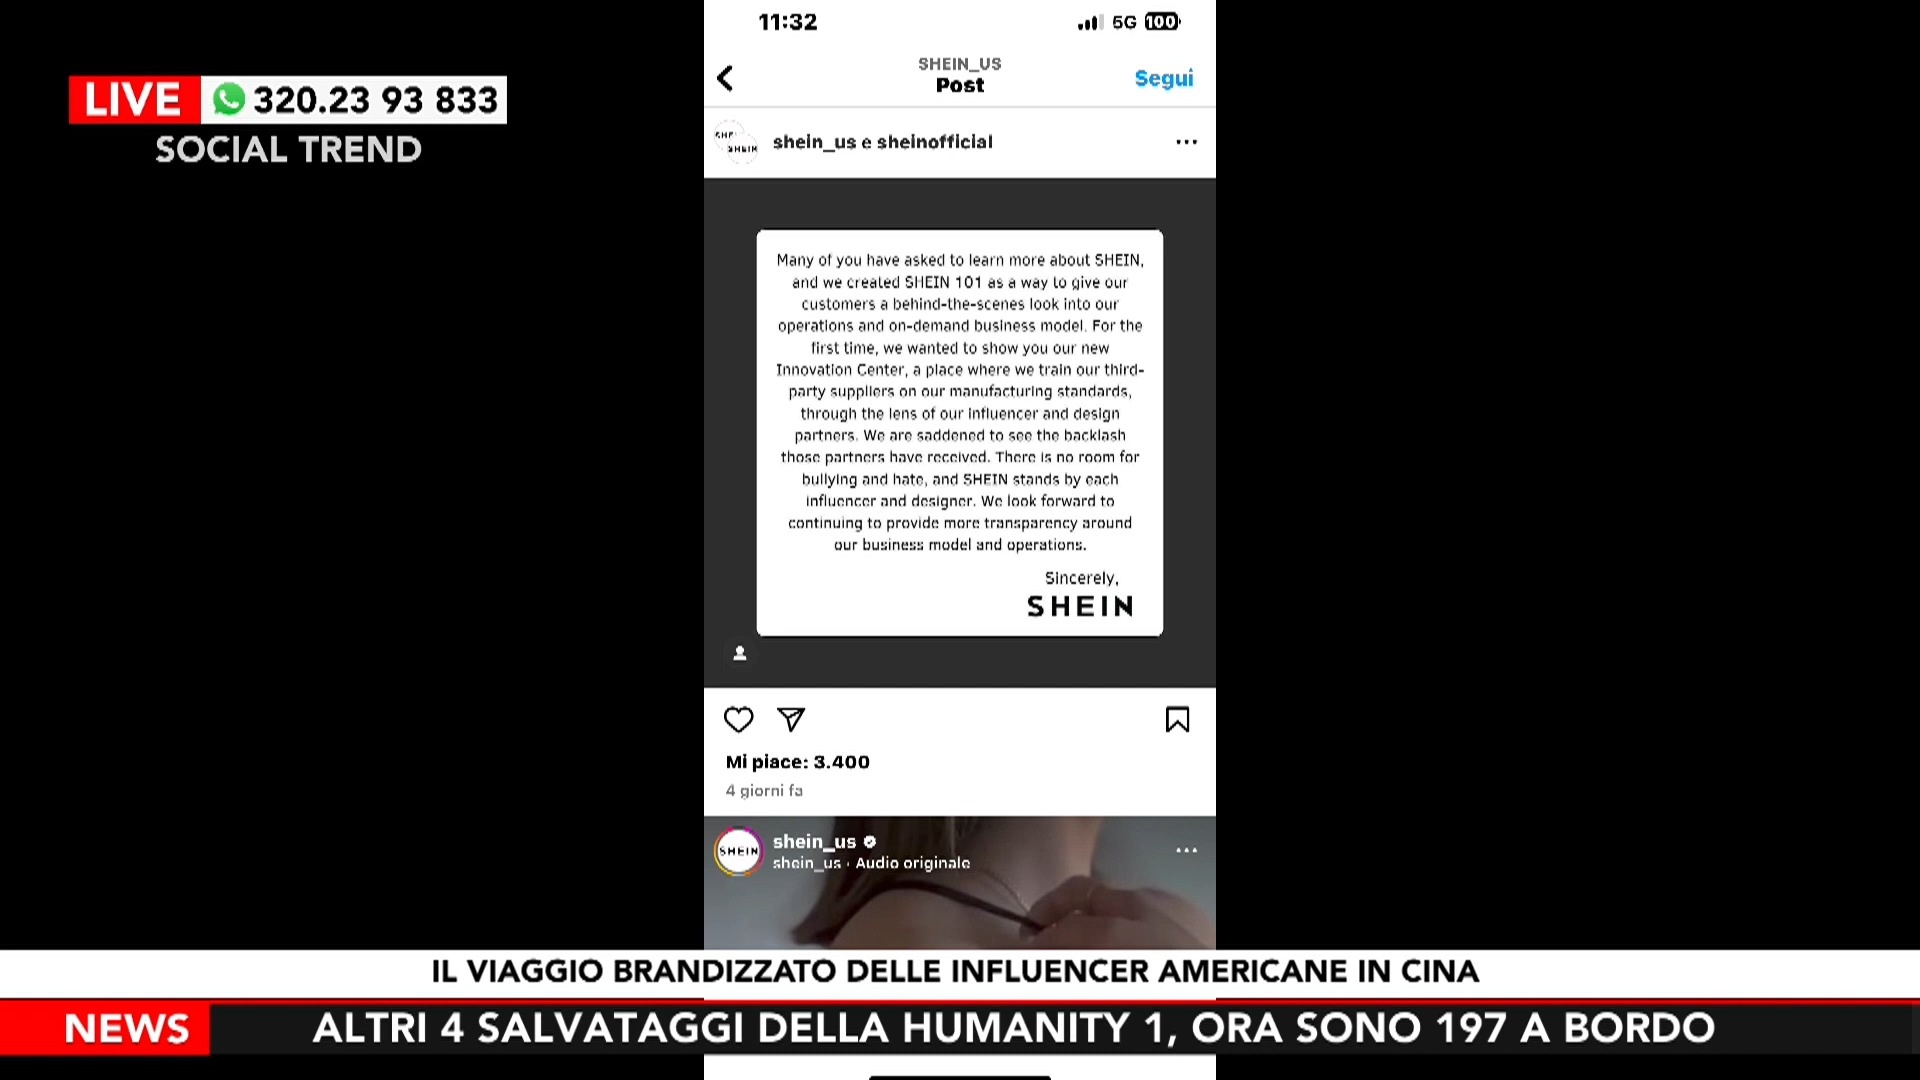 11:32
5G 100
LIVE 320.23 93 833
SOCIAL TREND
SHEIN_US
Post
Segui
SHEIN
shein_us e sheinofficial
Many of you have asked to learn more about SHEIN,
and we created SHEIN 101 as a way to give our
customers a behind-the-scenes look into our
operations and on-demand business model. For the
first time, we wanted to show you our new
Innovation Center, a place where we train our third-
party suppliers on our manufacturing standards,
through the lens of our influencer and design
partners. We are saddened to see the backlash
those partners have received. There is no room for
bullying and hate, and SHEIN stands by each
influencer and designer. We look forward to
continuing to provide more transparency around
our business model and operations.
Sincerely,
SHEIN
Mi piace: 3.400
4 giorni fa
SHEIN
shein_us
shein_us · Audio originale
IL VIAGGIO BRANDIZZATO DELLE INFLUENCER AMERICANE IN CINA
NEWS ALTRI 4 SALVATAGGI DELLA HUMANITY 1, ORA SONO 197 A BORDO